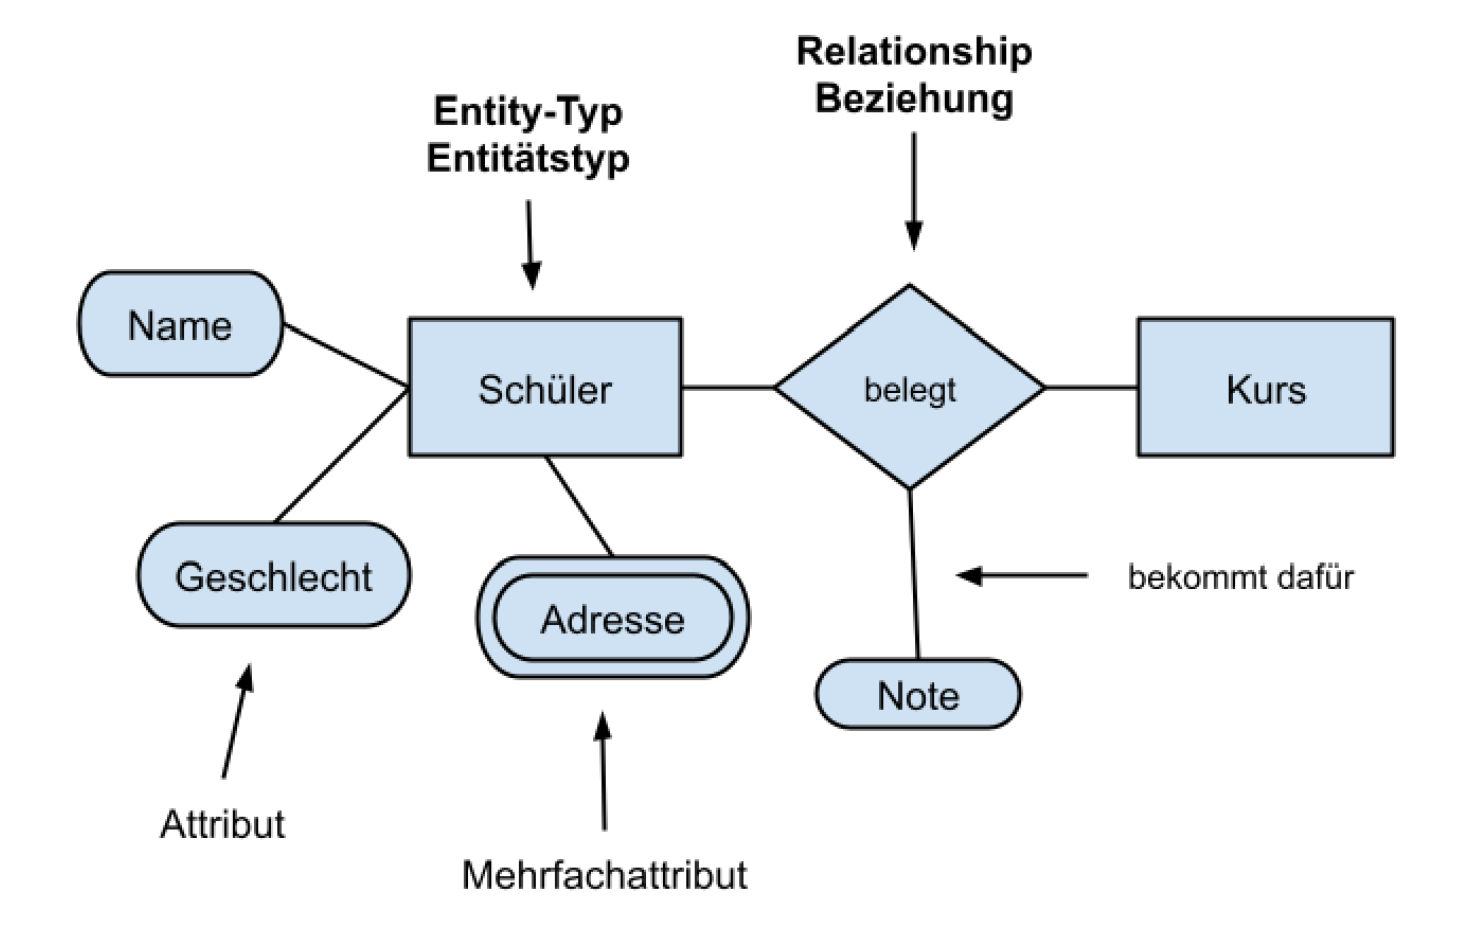 Relationship
Beziehung
Entity-Typ
Entitätstyp
Name
Schüler
belegt
Kurs
Geschlecht
Adresse
bekommt dafür
Note
Attribut
Mehrfachattribut